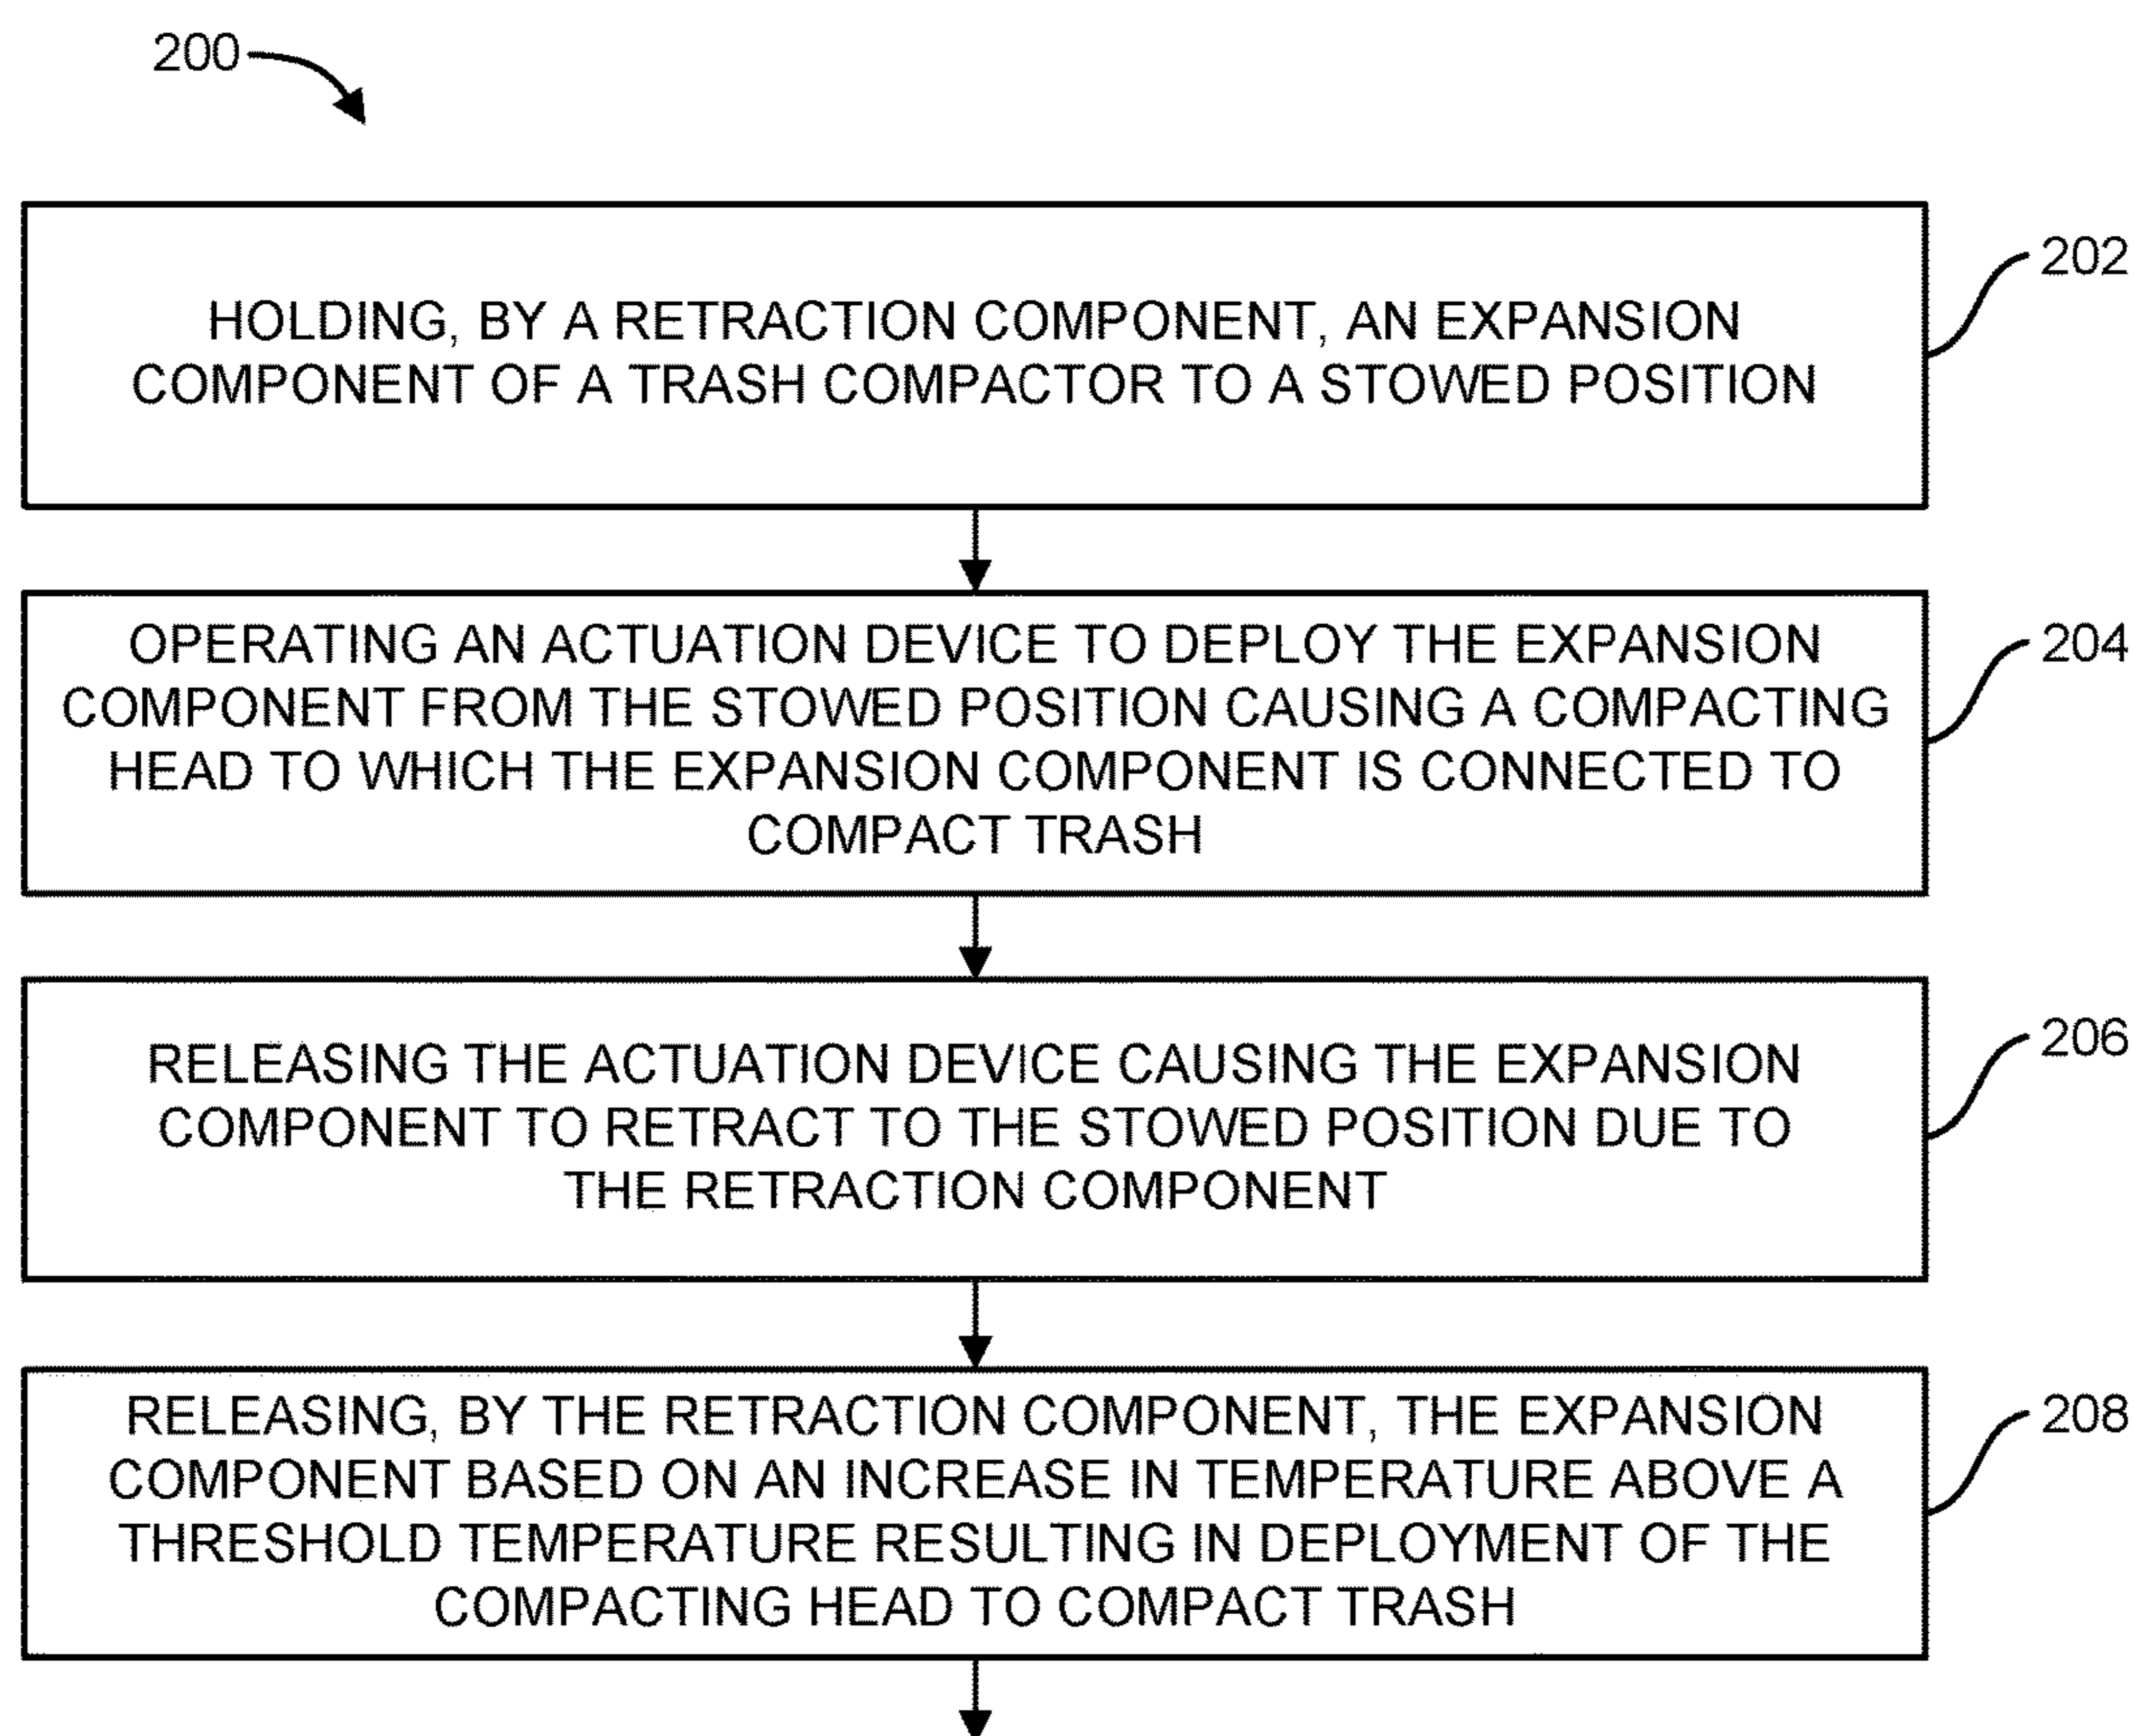 200
HOLDING, BY A RETRACTION COMPONENT, AN EXPANSION
COMPONENT OF A TRASH COMPACTOR TO A STOWED POSITION
202
OPERATING AN ACTUATION DEVICE TO DEPLOY THE EXPANSION
COMPONENT FROM THE STOWED POSITION CAUSING A COMPACTING
HEAD TO WHICH THE EXPANSION COMPONENT IS CONNECTED TO
COMPACT TRASH
204
RELEASING THE ACTUATION DEVICE CAUSING THE EXPANSION
COMPONENT TO RETRACT TO THE STOWED POSITION DUE TO
THE RETRACTION COMPONENT
206
RELEASING, BY THE RETRACTION COMPONENT, THE EXPANSION
COMPONENT BASED ON AN INCREASE IN TEMPERATURE ABOVE A
THRESHOLD TEMPERATURE RESULTING IN DEPLOYMENT OF THE
COMPACTING HEAD TO COMPACT TRASH
208